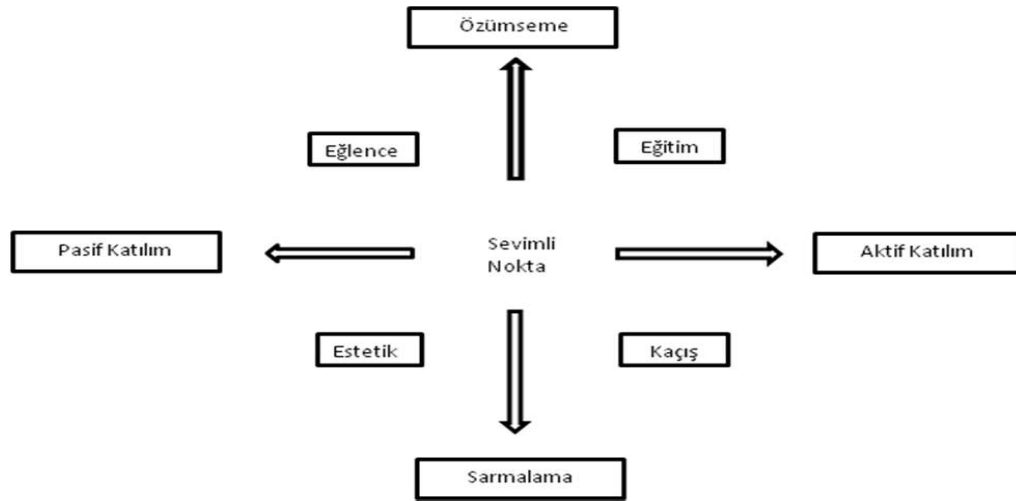 Özümseme
Eğlence
Eğitim
Pasif Katılım
Sevimli
Nokta
Aktif Katılım
Estetik
Kaçış
Sarmalama